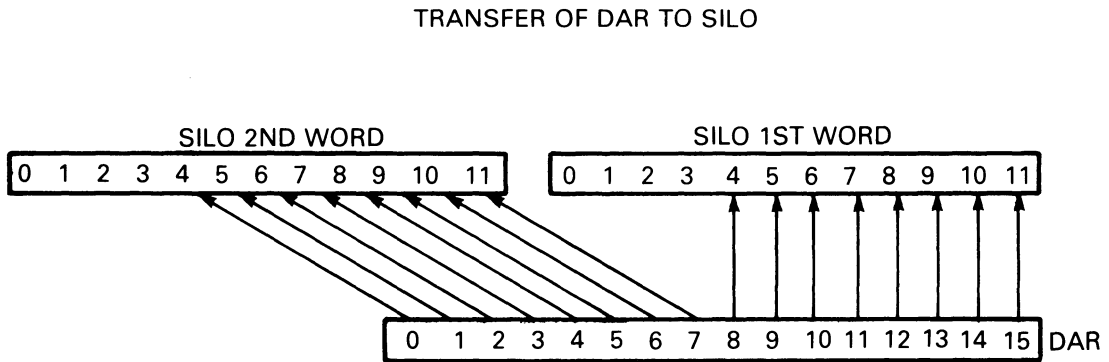 TRANSFER OF DAR TO SILO
SILO 2ND WORD SILO 1ST WORD
0 1 2 3 4 5 6 7 8 9 10 11 0 1 2 3 4 5 6 7 8 9 10 11
0 1 2 3 4 5 6 7 8 9 10 11 12 13 14 15 DAR